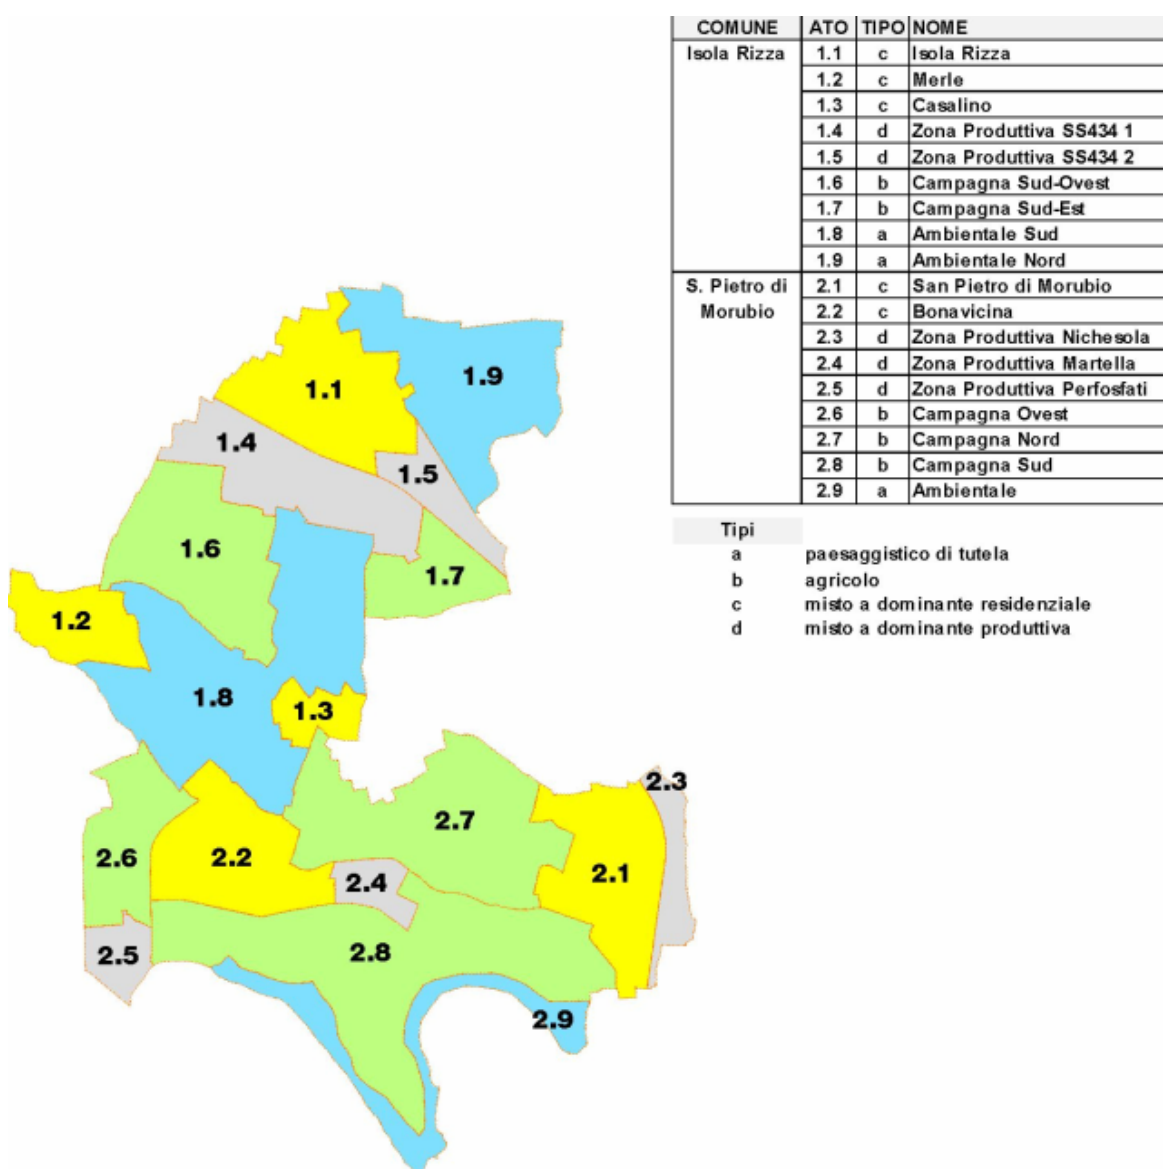 COMUNE ATO TIPO NOME
Isola Rizza 1.1 c Isola Rizza
1.2 c Merle
1.3 c Casalino
1.4 d Zona Produttiva SS434 1
1.5 d Zona Produttiva SS434 2
1.6 b Campagna Sud-Ovest
1.7 b Campagna Sud-Est
1.8 a Ambientale Sud
1.9 a Ambientale Nord
S. Pietro di 2.1 c San Pietro di Morubio
Morubio 2.2 c Bonavicina
2.3 d Zona Produttiva Nichesola
2.4 d Zona Produttiva Martella
2.5 d Zona Produttiva Perfosfati
2.6 b Campagna Ovest
2.7 b Campagna Nord
2.8 b Campagna Sud
2.9 a Ambientale
Tipi
a paesaggistico di tutela
b agricolo
c misto a dominante residenziale
d misto a dominante produttiva
1.9
1.1
1.4
1.5
1.6
1.7
1.2
1.8
1.3
2.3
2.7
2.6
2.2
2.1
2.4
2.5
2.8
2.9